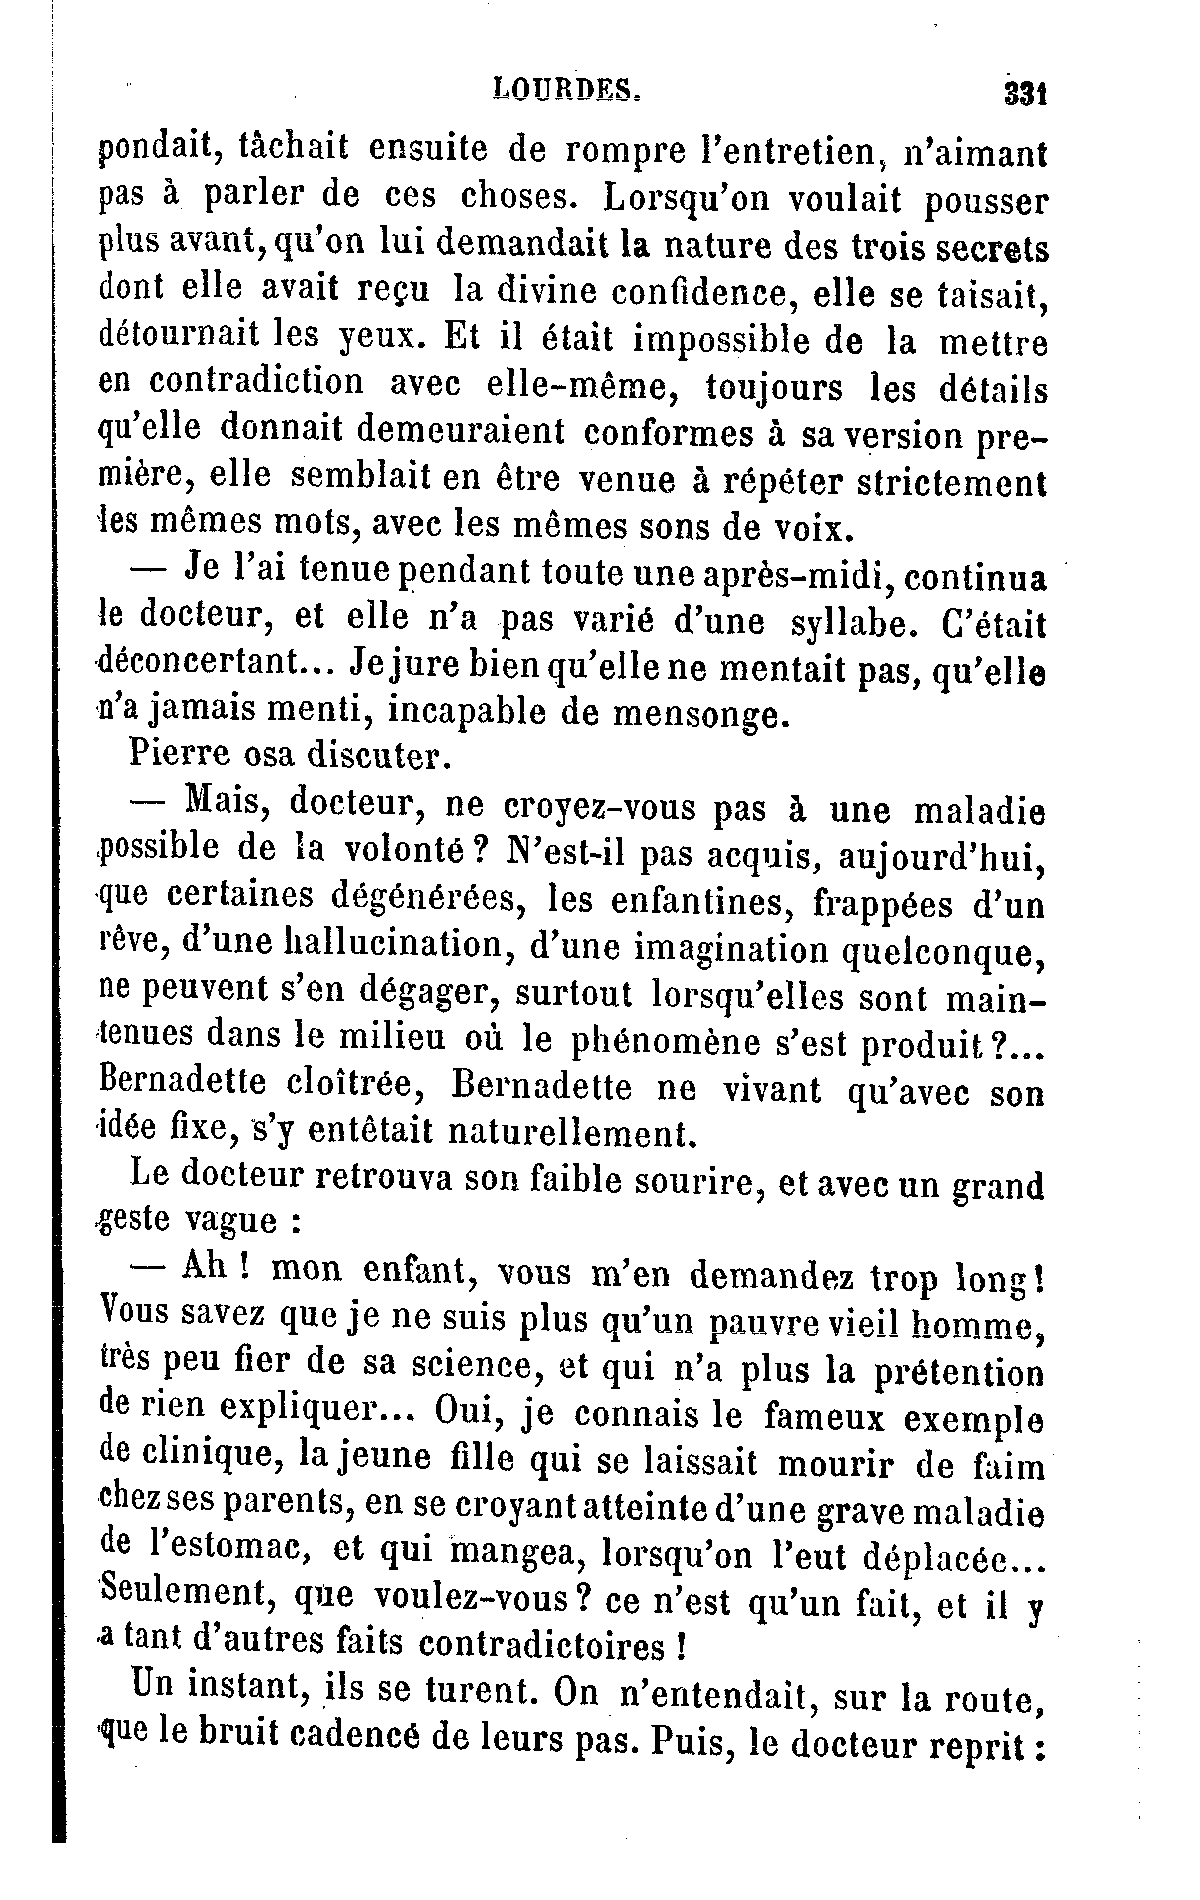 LOURDES. 331
pondait, tâchait ensuite de rompre l'entretien, n'aimant
pas à parler de ces choses. Lorsqu'on voulait pousser
plus avant, qu'on lui demandait la nature des trois secrets
dont elle avait reçu la divine confidence, elle se taisait,
détournait les yeux. Et il était impossible de la mettre
en contradiction avec elle-même, toujours les détails
qu'elle donnait demeuraient conformes à sa version pre-
mière, elle semblait en être venue à répéter strictement
les mêmes mots, avec les mêmes sons de voix.
— Je l'ai tenue pendant toute une après-midi, continua
le docteur, et elle n'a pas varié d'une syllabe. C'était
déconcertant... Je jure bien qu'elle ne mentait pas, qu'elle
n'a jamais menti, incapable de mensonge.
Pierre osa discuter.
— Mais, docteur, ne croyez-vous pas à une maladie
possible de la volonté ? N'est-il pas acquis, aujourd'hui,
que certaines dégénérées, les enfantines, frappées d'un
rêve, d'une hallucination, d'une imagination quelconque,
ne peuvent s'en dégager, surtout lorsqu'elles sont main-
tenues dans le milieu où le phénomène s'est produit ?...
Bernadette cloîtrée, Bernadette ne vivant qu'avec son
idée fixe, s'y entêtait naturellement.
Le docteur retrouva son faible sourire, et avec un grand
geste vague :
— Ah ! mon enfant, vous m'en demandez trop long !
Vous savez que je ne suis plus qu'un pauvre vieil homme,
très peu fier de sa science, et qui n'a plus la prétention
de rien expliquer... Oui, je connais le fameux exemple
de clinique, la jeune fille qui se laissait mourir de faim
chez ses parents, en se croyant atteinte d'une grave maladie
de l'estomac, et qui mangea, lorsqu'on l'eut déplacée...
Seulement, que voulez-vous ? ce n'est qu'un fait, et il y
a tant d'autres faits contradictoires !
Un instant, ils se turent. On n'entendait, sur la route,
que le bruit cadencé de leurs pas. Puis, le docteur reprit :